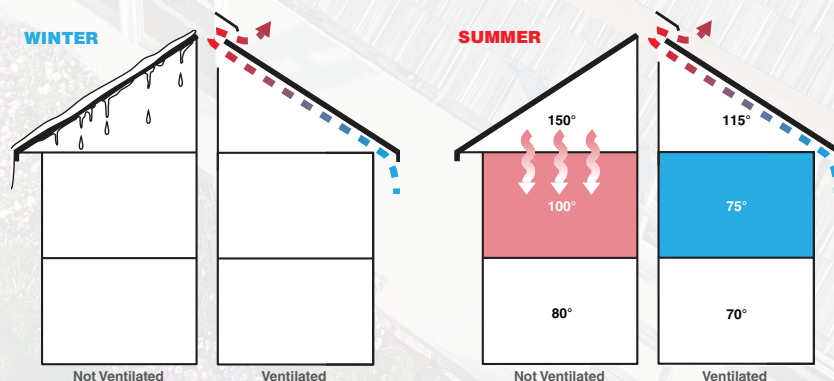 WINTER
SUMMER
150°
115°
100°
75°
80°
70°
Not Ventilated
Ventilated
Not Ventilated
Ventilated